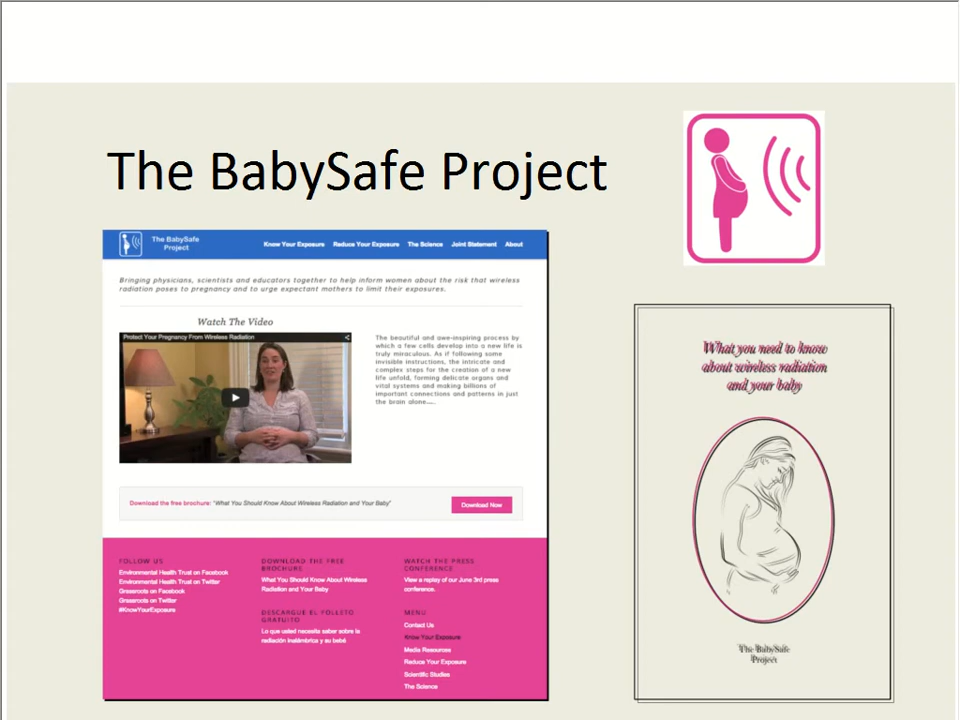 The BabySafe Project
The BabySafe
Project
Know Your Exposure
Reduce Your Exposure
The Science
Joint Statement
About
Bringing physicians, scientists and educators together to help inform women about the risk that wireless
radiation poses to pregnancy and to urge expectant mothers to limit their exposures.
Watch The Video
Protect Your Pregnancy From Wireless Radiation
The beautiful and awe-inspiring process by
which a few cells develop into a new life is
truly miraculous. As if following some
invisible instructions, the intricate and
complex steps for the creation of a new
life unfold, forming delicate organs and
vital systems and making billions of
important connections and patterns in just
the brain alone....
Download the free brochure: "What You Should Know About Wireless Radiation and Your Baby"
Download Now
FOLLOW US
Environmental Health Trust on Facebook
Environmental Health Trust on Twitter
Grassroots on Facebook
Grassroots on Twitter
#KnowYourExposure
DOWNLOAD THE FREE
BROCHURE
What You Should Know About Wireless
Radiation and Your Baby
DESCARGUE EL FOLLETO
GRATUITO
Lo que usted necesita saber sobre la
radiación inalámbrica y su bebé
WATCH THE PRESS
CONFERENCE
View a replay of our June 3rd press
conference.
MENU
Contact Us
Know Your Exposure
Media Resources
Reduce Your Exposure
Scientific Studies
The Science
What you need to know
about wireless radiation
and your baby
The BabySafe
Project